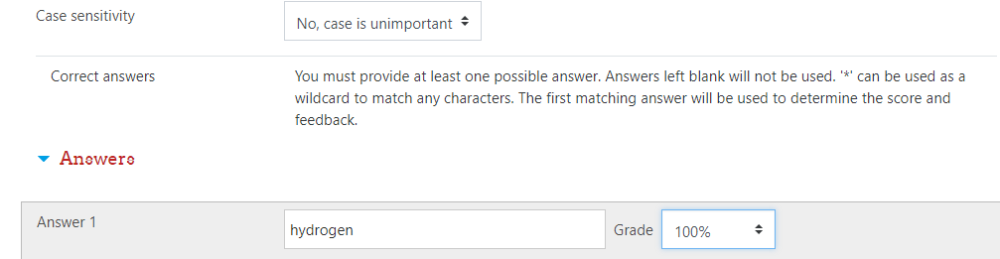 Case sensitivity No, case is unimportant
Correct answers You must provide at least one possible answer. Answers left blank will not be used. '*' can be used as a
wildcard to match any characters. The first matching answer will be used to determine the score and
feedback.
Answers
Answer 1 hydrogen Grade 100%